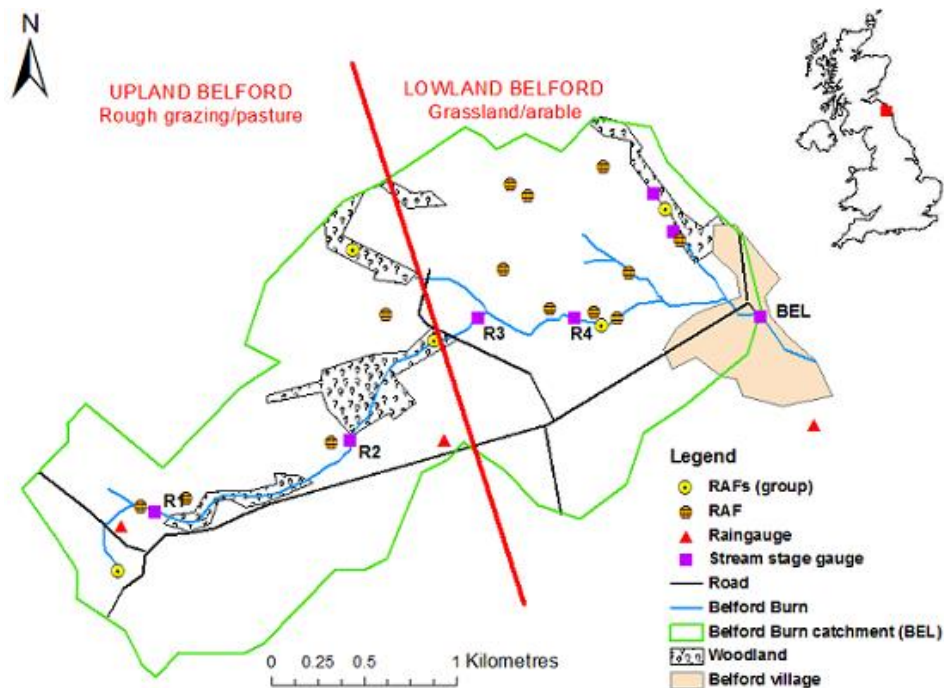 N
UPLAND BELFORD
Rough grazing/pasture
LOWLAND BELFORD
Grassland/arable
R3
R4
BEL
R2
R1
Legend
RAFs (group)
RAF
Raingauge
Stream stage gauge
Road
Belford Burn
Belford Burn catchment (BEL)
Woodland
Belford village
0 0.25 0.5 1 Kilometres